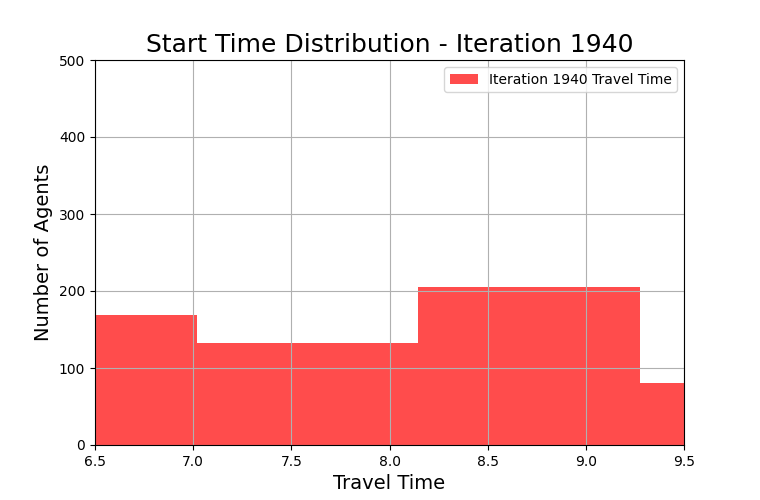 Start Time Distribution - Iteration 1940
Iteration 1940 Travel Time
Number of Agents
500
400
300
200
100
0
6.5 7.0 7.5 8.0 8.5 9.0 9.5
Travel Time